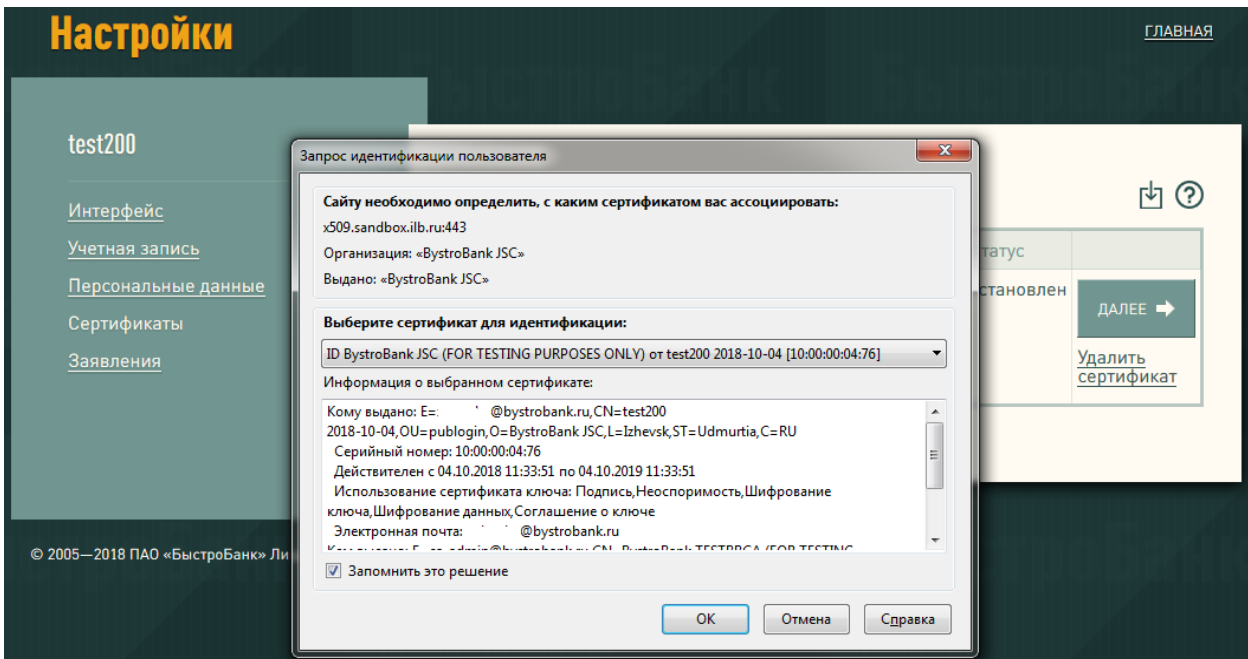 Настройки
ГЛАВНАЯ
test200
Интерфейс
Учетная запись
Персональные данные
Сертификаты
Заявления
Запрос идентификации пользователя
Сайту необходимо определить, с каким сертификатом вас ассоциировать:
x509.sandbox.ilb.ru:443
Организация: «BystroBank JSC»
Выдано: «BystroBank JSC»
Выберите сертификат для идентификации:
ID BystroBank JSC (FOR TESTING PURPOSES ONLY) от test200 2018-10-04 [10:00:00:04:76]
Информация о выбранном сертификате:
Кому выдано: E= @bystrobank.ru,CN=test200
2018-10-04,OU=publogin,O=BystroBank JSC,L=Izhevsk,ST=Udmurtia,C=RU
Серийный номер: 10:00:00:04:76
Действителен с 04.10.2018 11:33:51 по 04.10.2019 11:33:51
Использование сертификата ключа: Подпись,Неоспоримость,Шифрование
ключа,Шифрование данных,Соглашение о ключе
Электронная почта: @bystrobank.ru
Запомнить это решение
ОК
Отмена
Справка
татус
становлен
ДАЛЕЕ
Удалить
сертификат
© 2005—2018 ПАО «БыстроБанк» Ли